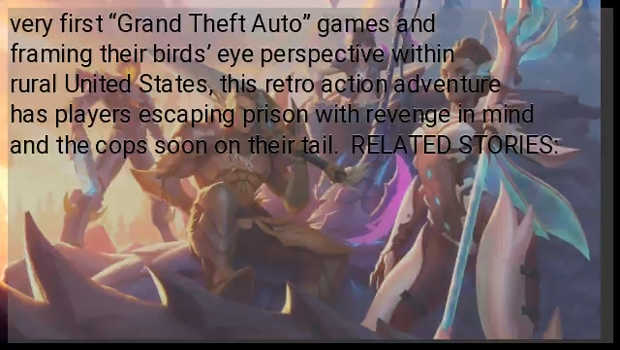 very first “Grand Theft Auto” games and
framing their birds’ eye perspective within
rural United States, this retro action adventure
has players escaping prison with revenge in mind
and the cops soon on their tail.  RELATED STORIES: